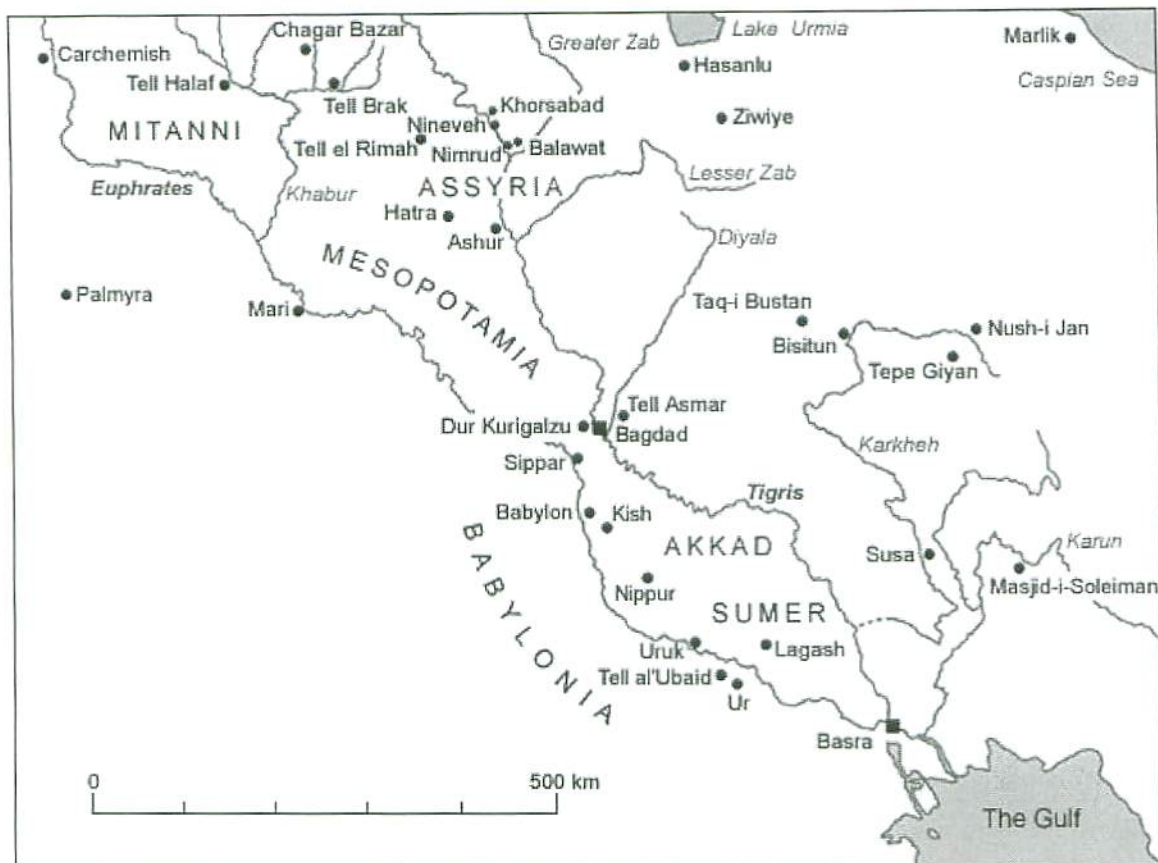 Chagar Bazar
Carchemish
Tell Halaf
Tell Brak
MITANNI
Greater Zab
Lake Urmia
Hasanlu
Marlik
Caspian Sea
Khorsabad
Nineveh
Ziwiye
Tell el Rimah
Nimrud
Balawat
Euphrates
Khabur
ASSYRIA
Lesser Zab
Hatra
Ashur
Diyala
MESOPOTAMIA
Palmyra
Mari
Taq-i Bustan
Bisitun
Nush-i Jan
Tepe Giyan
Tell Asmar
Dur Kurigalzu
Bagdad
Karkheh
Sippar
Tigris
Babylon
Kish
BABYLONIA
AKKAD
Susa
Karun
Masjid-i-Soleiman
Nippur
SUMER
Uruk
Lagash
Tell al'Ubaid
Ur
Basra
0
500 km
The Gulf